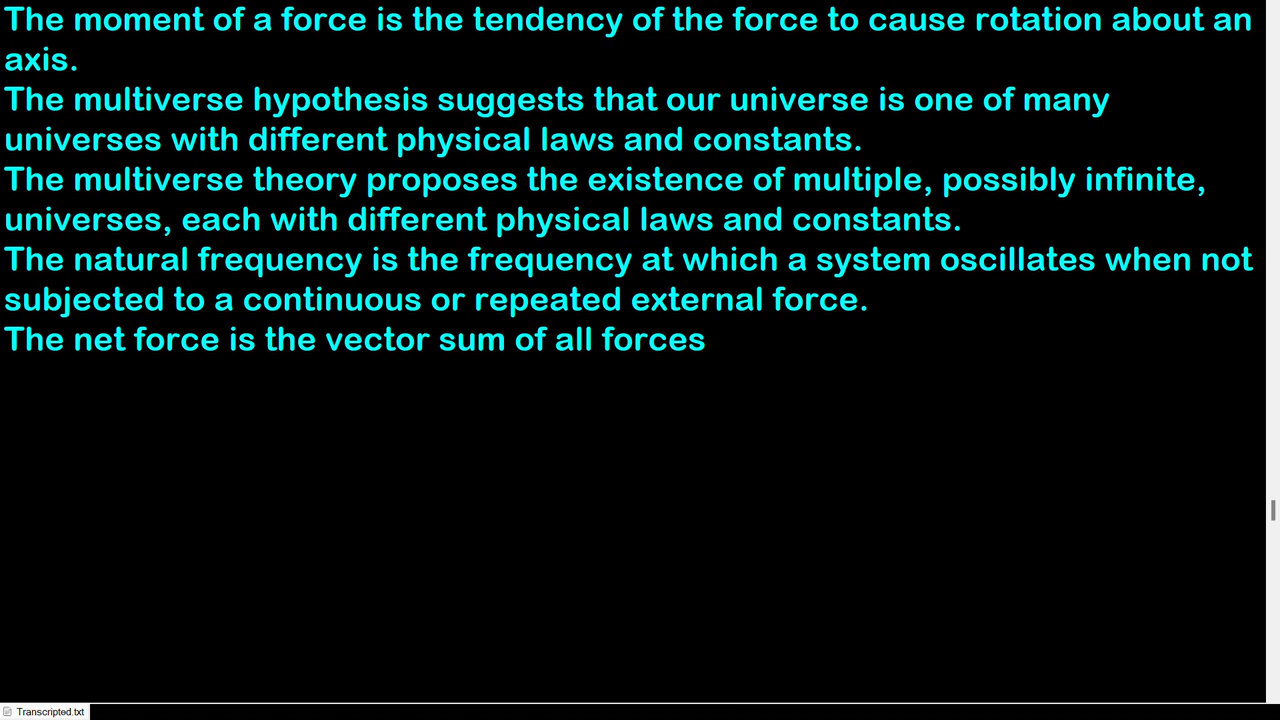 The moment of a force is the tendency of the force to cause rotation about an
axis.
The multiverse hypothesis suggests that our universe is one of many
universes with different physical laws and constants.
The multiverse theory proposes the existence of multiple, possibly infinite,
universes, each with different physical laws and constants.
The natural frequency is the frequency at which a system oscillates when not
subjected to a continuous or repeated external force.
The net force is the vector sum of all forces
Transcripted.txt